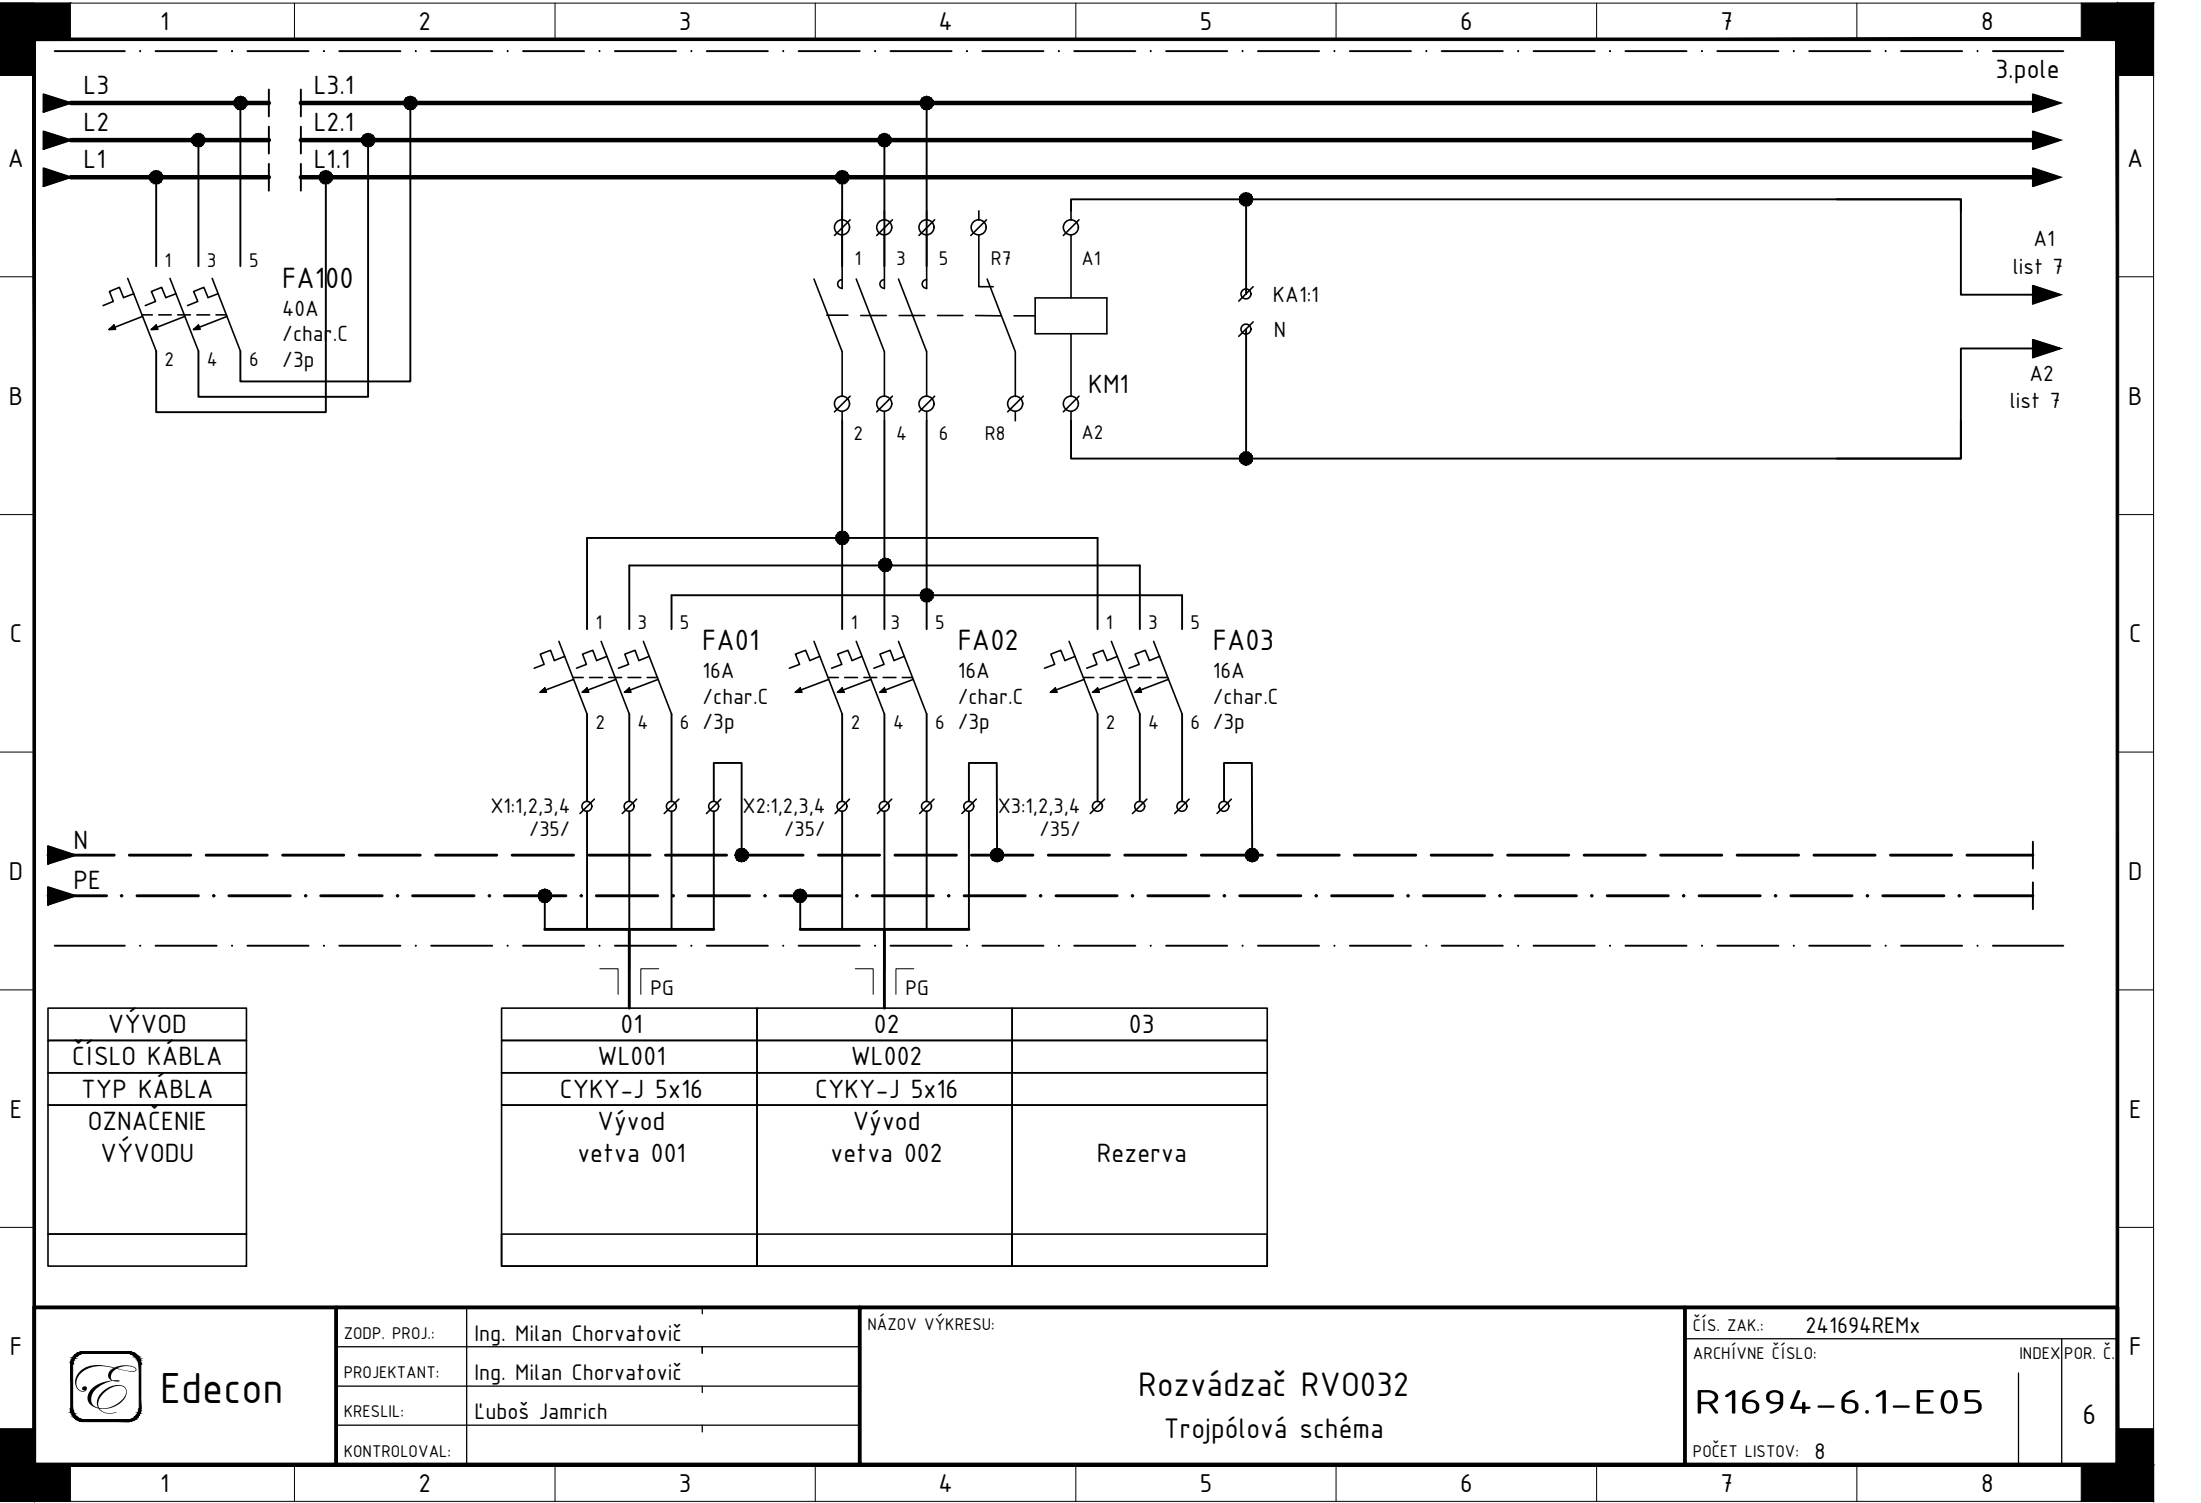 1 2 3 4 5 6 7 8
3.pole
L3 L3.1
L2 L2.1
L1 L1.1
A A
1 3 5
FA100
40A
/char.C
/3p
2 4 6
1 3 5 R7 A1
KM1
2 4 6 R8 A2
KA1:1
N
A1
list 7
A2
list 7
B B
C C
1 3 5
FA01
16A
/char.C
/3p
2 4 6
1 3 5
FA02
16A
/char.C
/3p
2 4 6
1 3 5
FA03
16A
/char.C
/3p
2 4 6
X1:1,2,3,4
/35/
X2:1,2,3,4
/35/
X3:1,2,3,4
/35/
N
D D
PE
PG PG
VÝVOD 01 02 03
ČÍSLO KÁBLA WL001 WL002
TYP KÁBLA CYKY-J 5x16 CYKY-J 5x16
E E
OZNAČENIE Vývod Vývod
VÝVODU vetva 001 vetva 002 Rezerva
F F
Edecon
ZODP. PROJ.: Ing. Milan Chorvatovič
PROJEKTANT: Ing. Milan Chorvatovič
KRESLIL: Ľuboš Jamrich
KONTROLOVAL:
NÁZOV VÝKRESU:
Rozvádzač RVO032
Trojpólová schéma
ČÍS. ZAK.: 241694REMx
ARCHÍVNE ČÍSLO: INDEX POR. Č.
R1694-6.1-E05 6
POČET LISTOV: 8
1 2 3 4 5 6 7 8